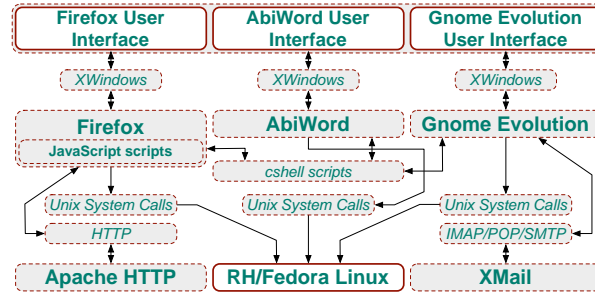 Firefox User
Interface
AbiWord User
Interface
Gnome Evolution
User Interface
XWindows
XWindows
XWindows
Firefox
JavaScript scripts
AbiWord
Gnome Evolution
cshell scripts
Unix System Calls
Unix System Calls
Unix System Calls
HTTP
IMAP/POP/SMTP
Apache HTTP
RH/Fedora Linux
XMail